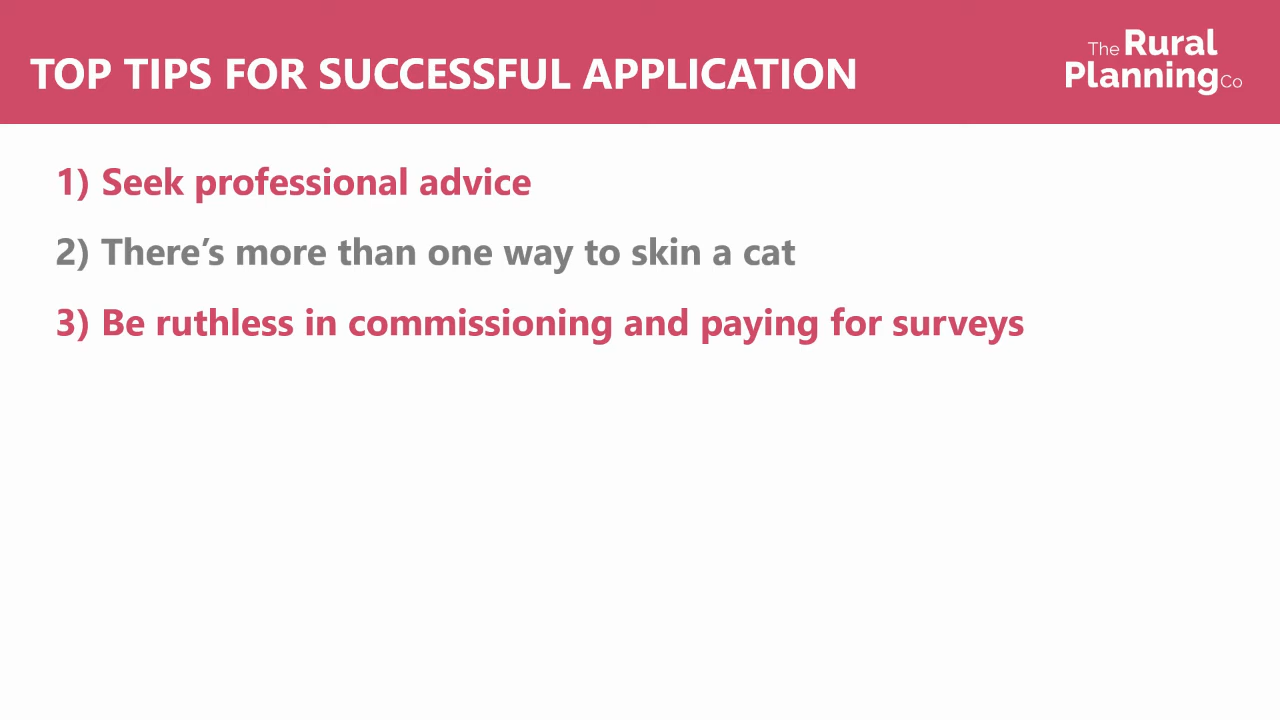 TOP TIPS FOR SUCCESSFUL APPLICATION
The Rural
Planning Co
1) Seek professional advice
2) There’s more than one way to skin a cat
3) Be ruthless in commissioning and paying for surveys